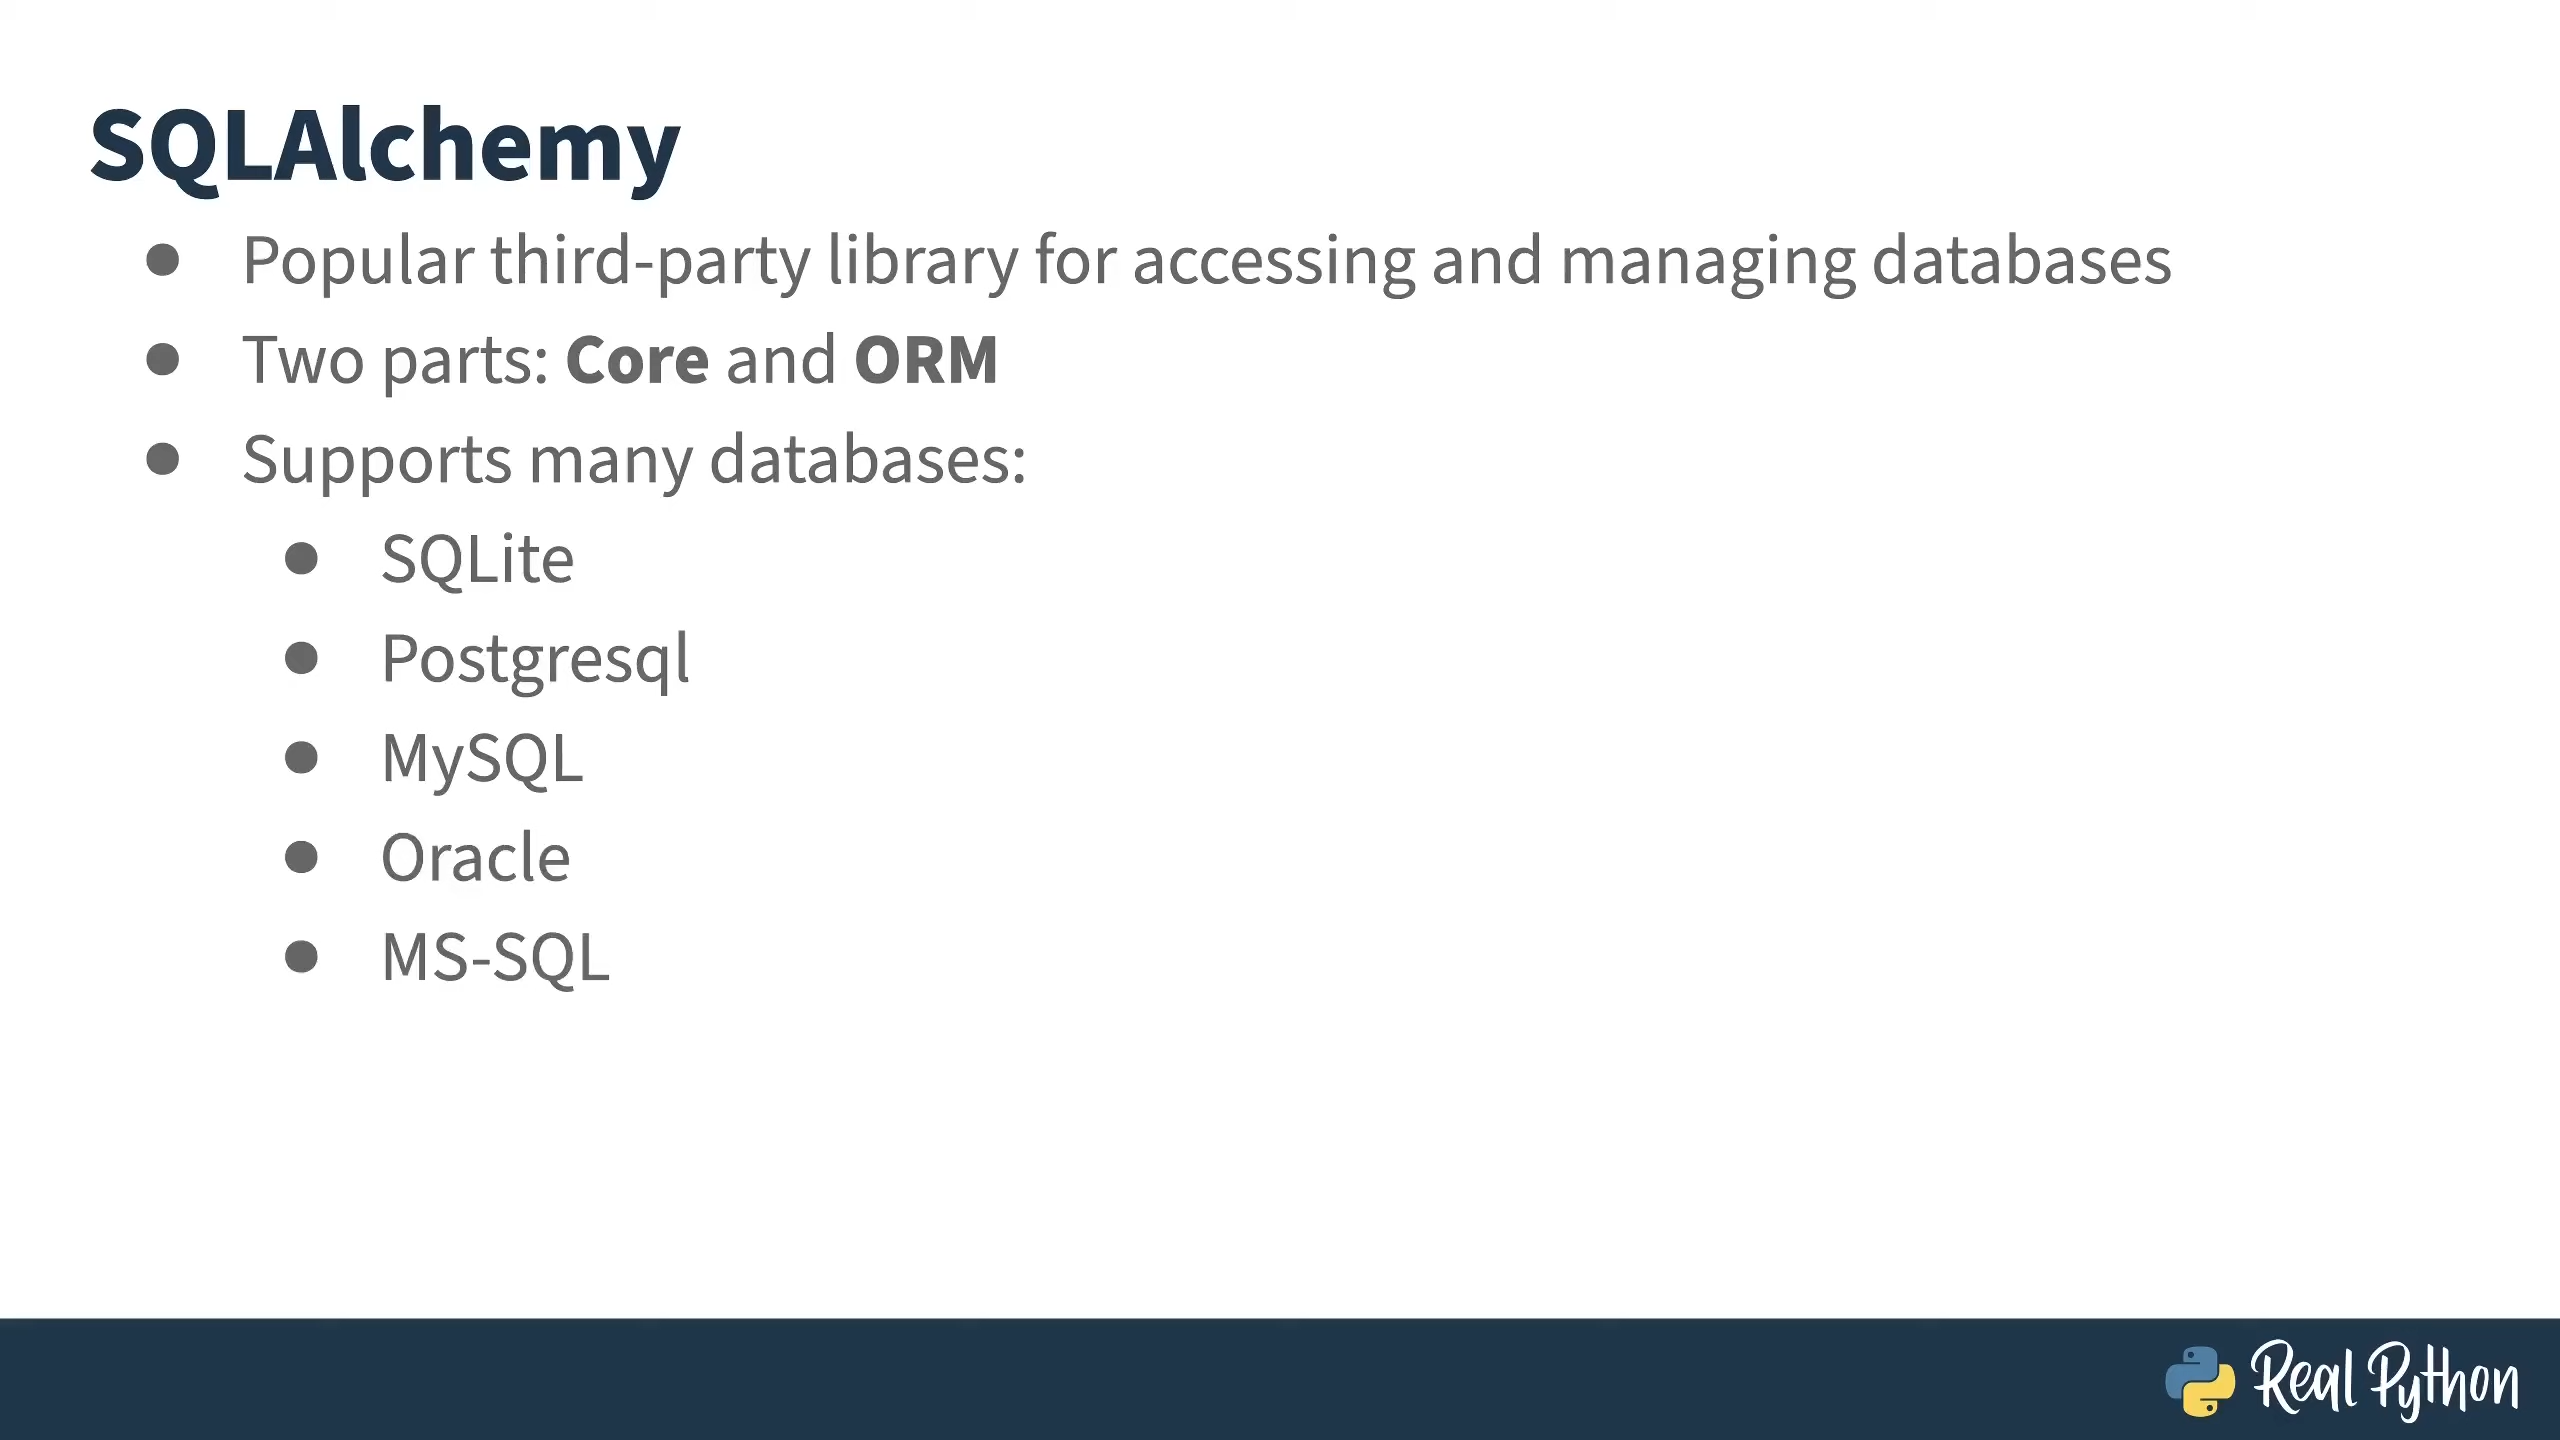 SQLAlchemy
● Popular third-party library for accessing and managing databases
● Two parts: Core and ORM
● Supports many databases:
● SQLite
● Postgresql
● MySQL
● Oracle
● MS-SQL
Real Python